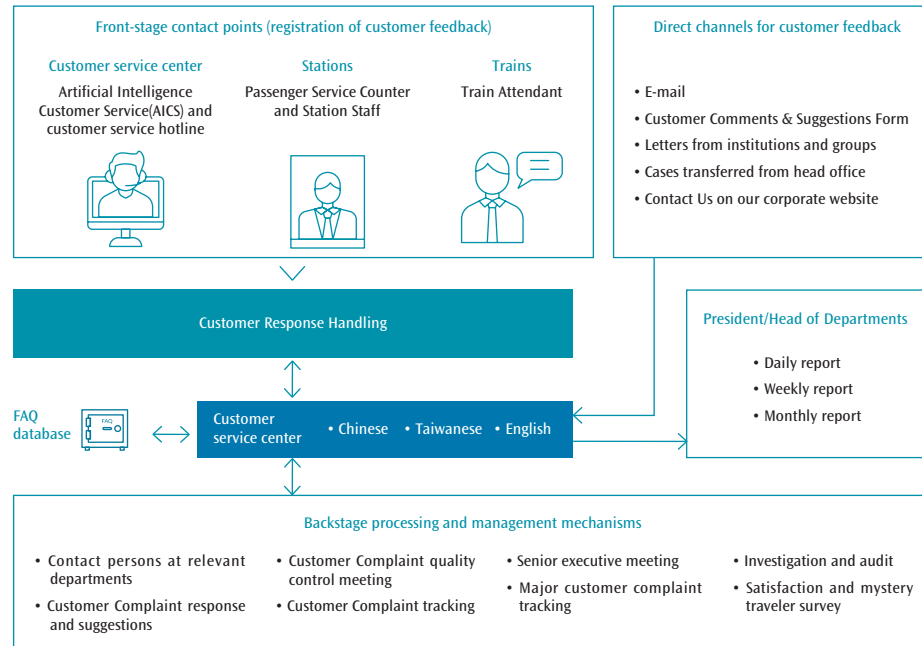 Front-stage contact points (registration of customer feedback)
Customer service center
Artificial Intelligence
Customer Service(AICS) and
customer service hotline
Stations
Passenger Service Counter
and Station Staff
Trains
Train Attendant
Direct channels for customer feedback
• E-mail
• Customer Comments & Suggestions Form
• Letters from institutions and groups
• Cases transferred from head office
• Contact Us on our corporate website
Customer Response Handling
President/Head of Departments
• Daily report
• Weekly report
• Monthly report
FAQ
database
FAQ
Customer
service center
• Chinese • Taiwanese • English
Backstage processing and management mechanisms
• Contact persons at relevant
departments
• Customer Complaint response
and suggestions
• Customer Complaint quality
control meeting
• Customer Complaint tracking
• Senior executive meeting
• Major customer complaint
tracking
• Investigation and audit
• Satisfaction and mystery
traveler survey